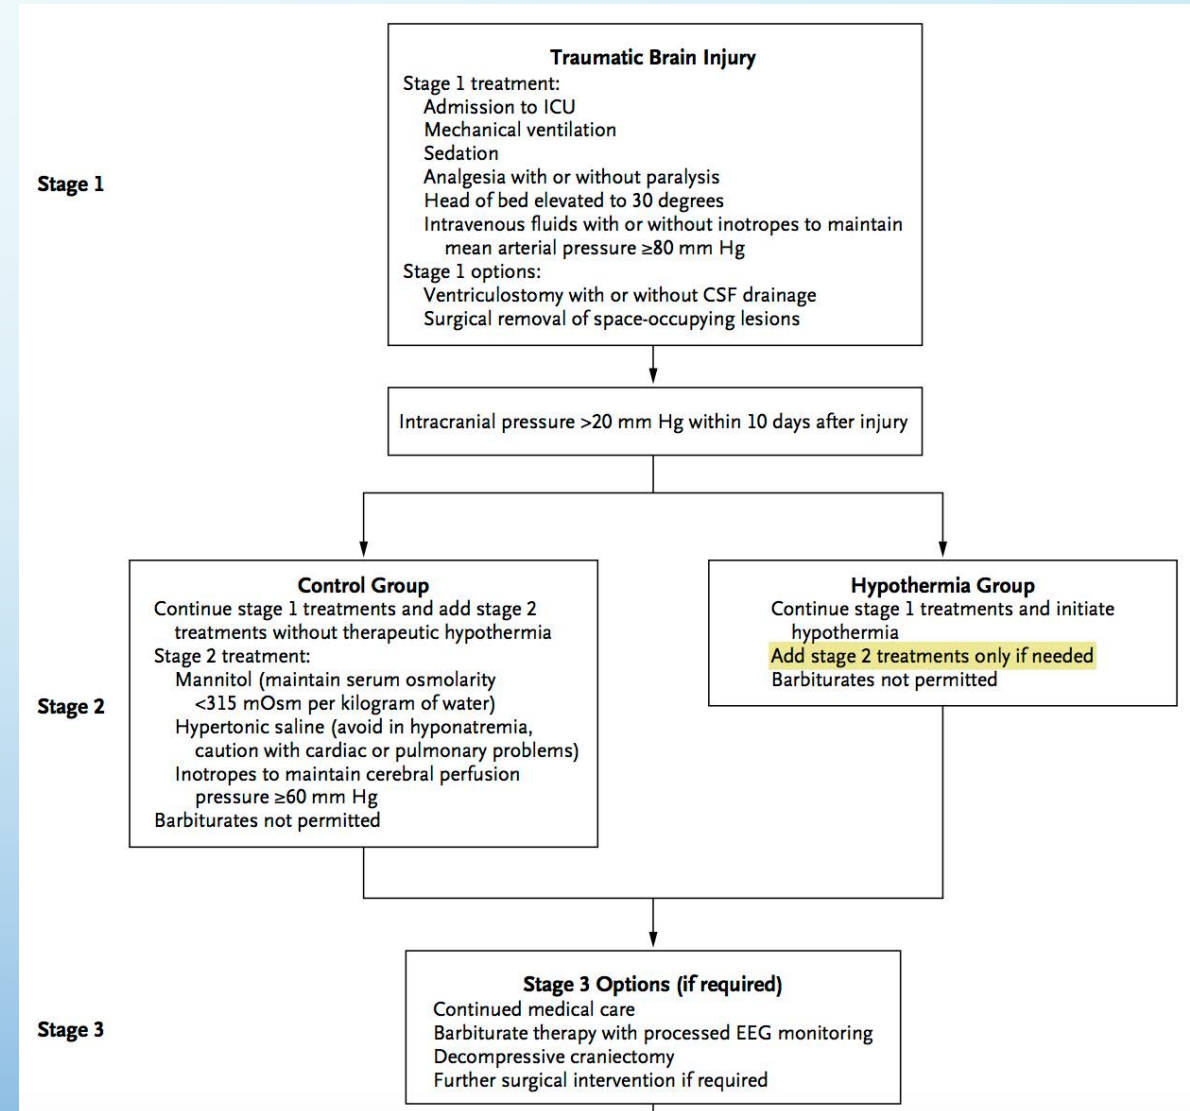 Traumatic Brain Injury
Stage 1 treatment:
Admission to ICU
Mechanical ventilation
Sedation
Analgesia with or without paralysis
Head of bed elevated to 30 degrees
Intravenous fluids with or without inotropes to maintain
mean arterial pressure ≥80 mm Hg
Stage 1 options:
Ventriculostomy with or without CSF drainage
Surgical removal of space-occupying lesions
Stage 1
Intracranial pressure >20 mm Hg within 10 days after injury
Stage 2
Control Group
Continue stage 1 treatments and add stage 2
treatments without therapeutic hypothermia
Stage 2 treatment:
Mannitol (maintain serum osmolarity
<315 mOsm per kilogram of water)
Hypertonic saline (avoid in hyponatremia,
caution with cardiac or pulmonary problems)
Inotropes to maintain cerebral perfusion
pressure ≥60 mm Hg
Barbiturates not permitted
Hypothermia Group
Continue stage 1 treatments and initiate
hypothermia
Add stage 2 treatments only if needed
Barbiturates not permitted
Stage 3
Stage 3 Options (if required)
Continued medical care
Barbiturate therapy with processed EEG monitoring
Decompressive craniectomy
Further surgical intervention if required